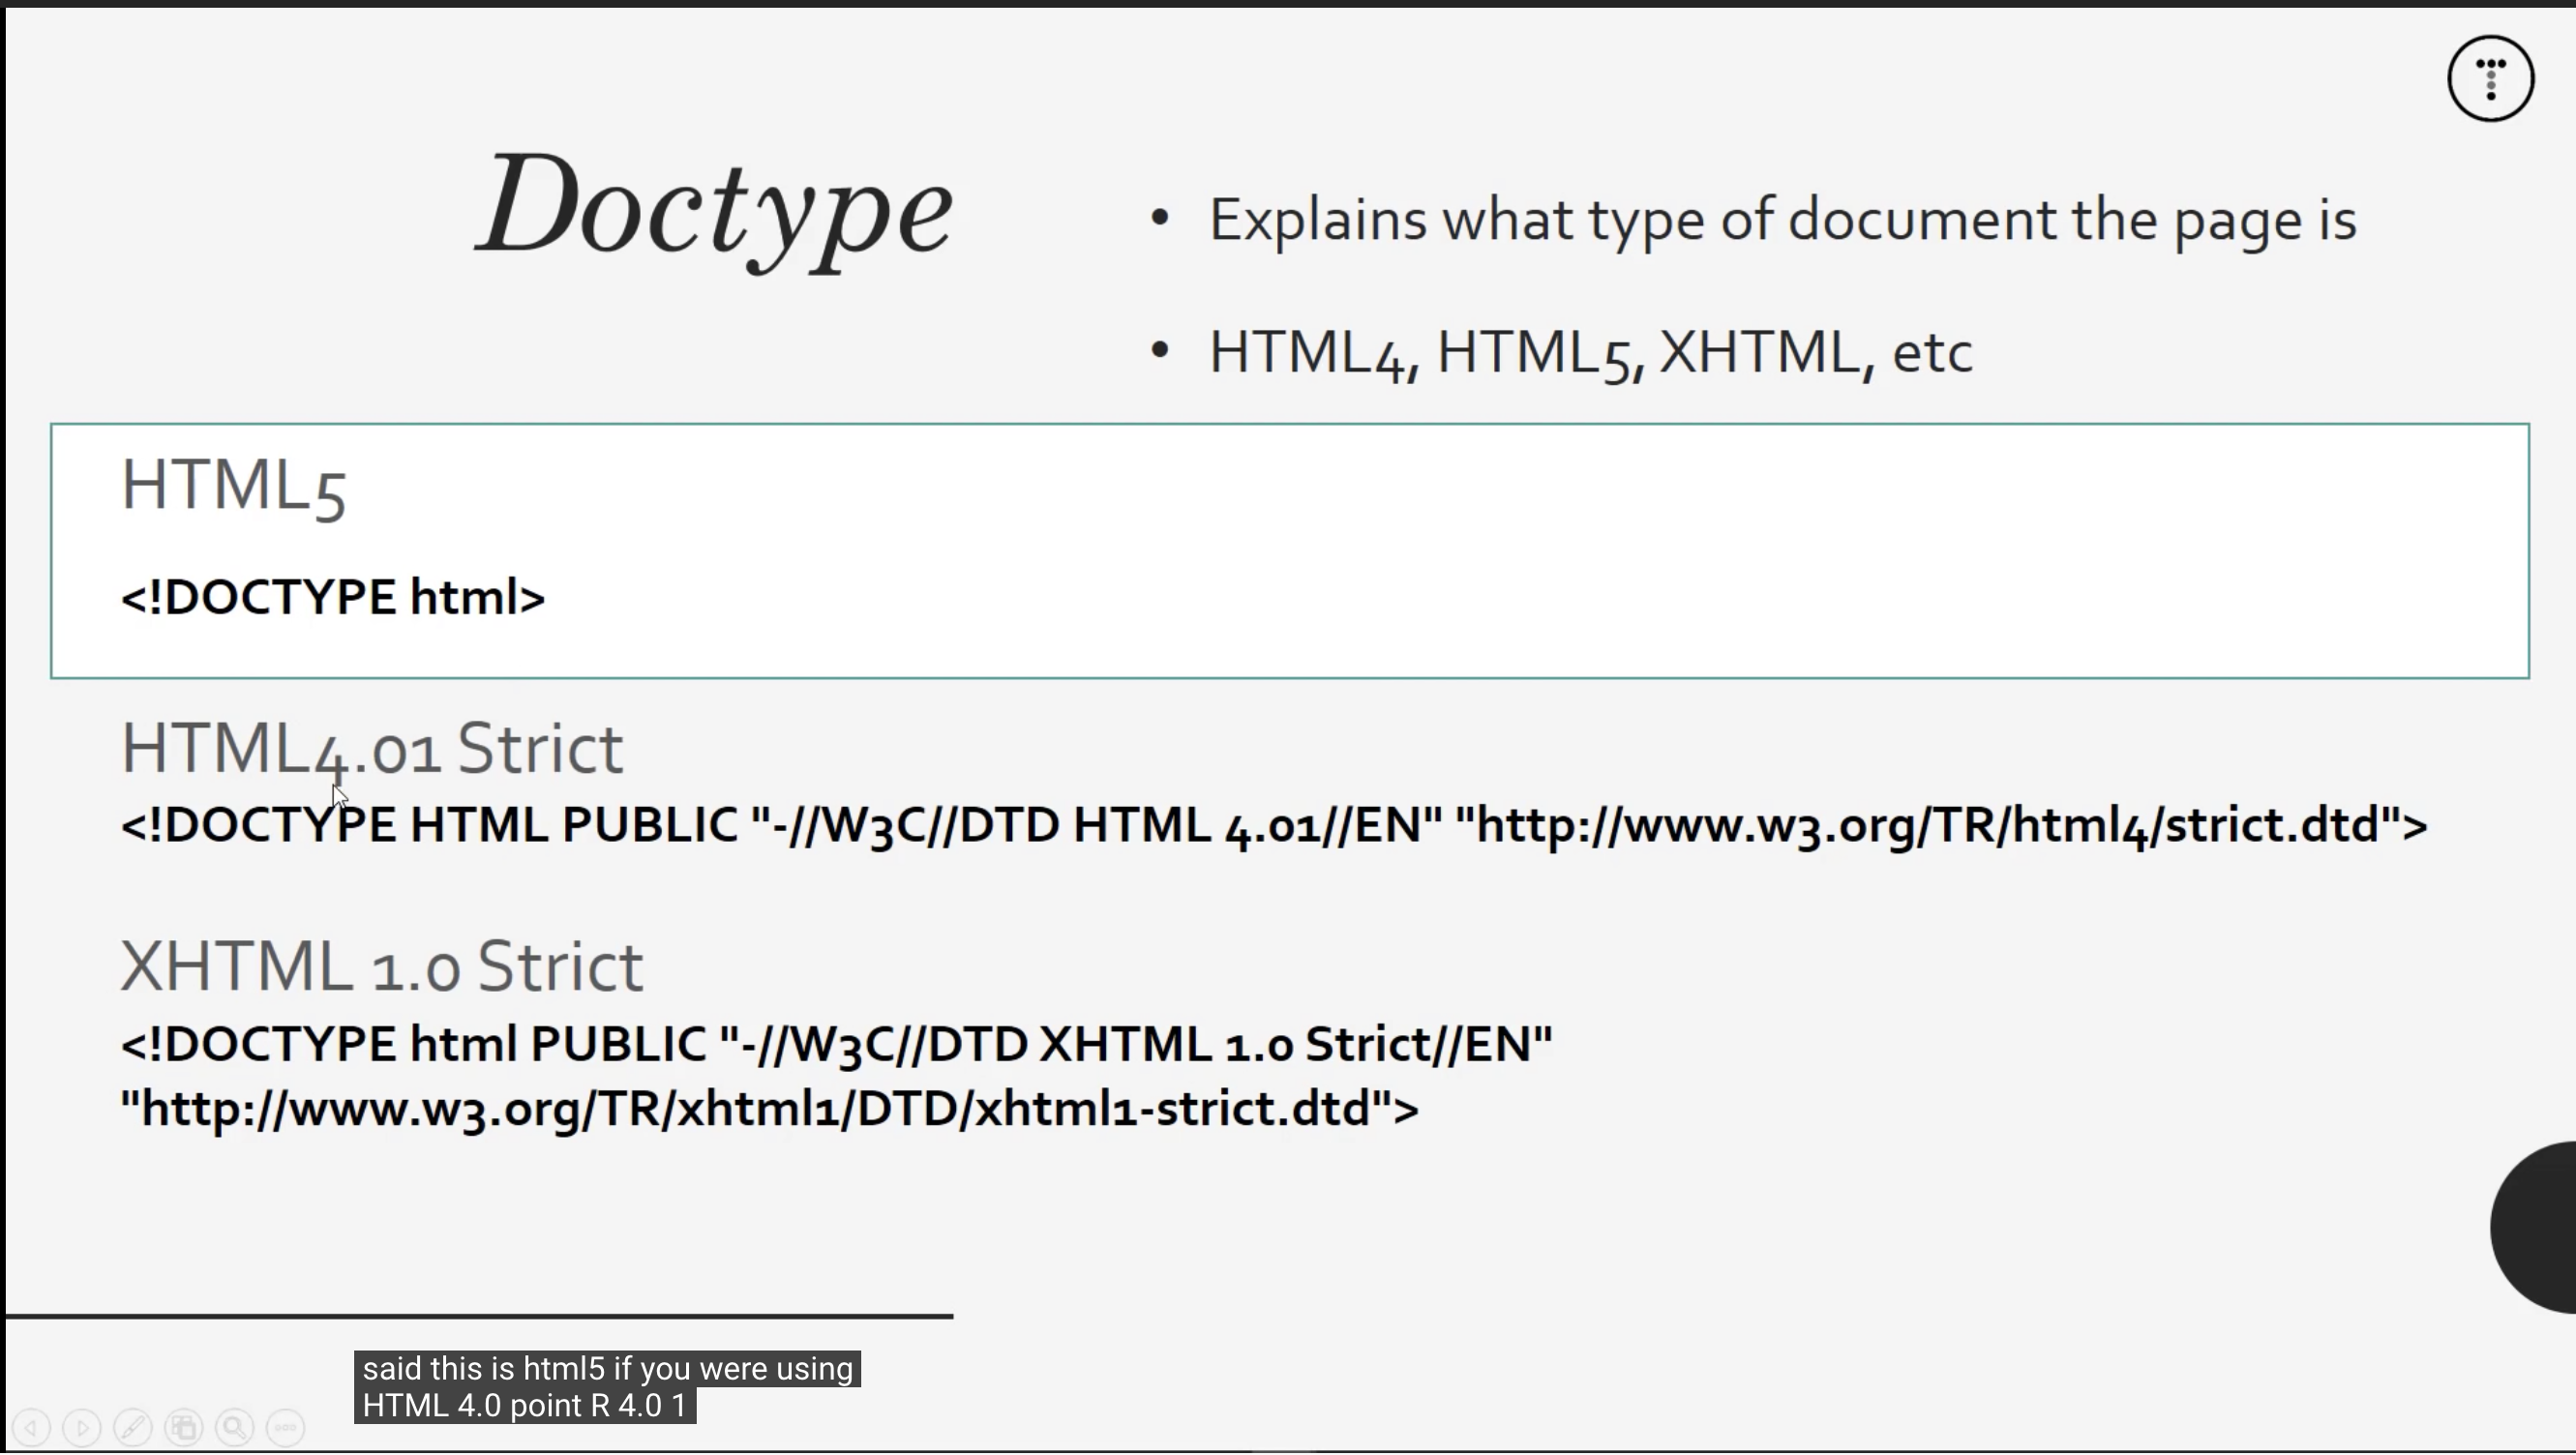 Doctype
• Explains what type of document the page is
• HTML4, HTML5, XHTML, etc
HTML5
<!DOCTYPE html>
HTML4.01 Strict
<!DOCTYPE HTML PUBLIC "-//W3C//DTD HTML 4.01//EN" "http://www.w3.org/TR/html4/strict.dtd">
XHTML 1.0 Strict
<!DOCTYPE html PUBLIC "-//W3C//DTD XHTML 1.0 Strict//EN"
"http://www.w3.org/TR/xhtml1/DTD/xhtml1-strict.dtd">
said this is html5 if you were using
HTML 4.0 point R 4.0 1